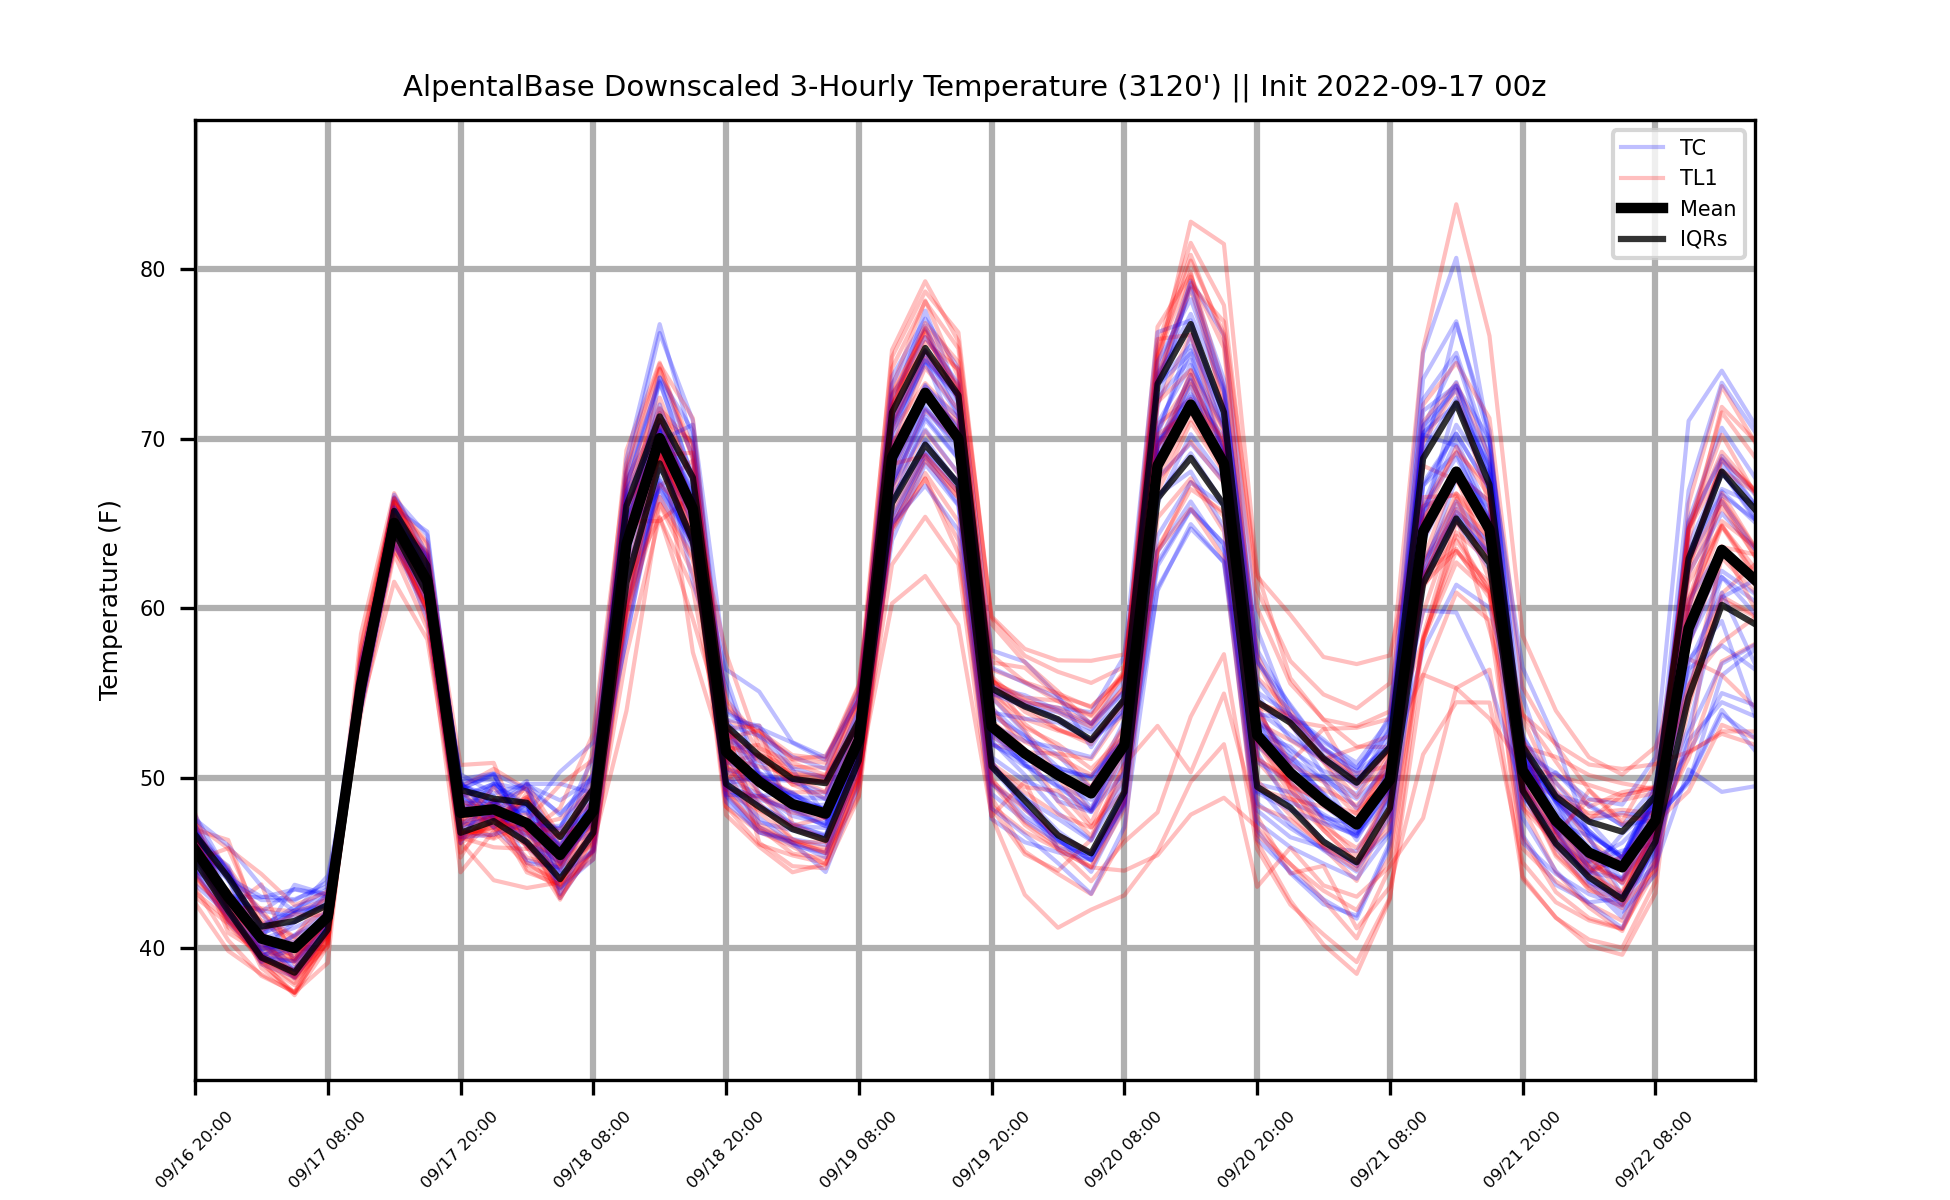 AlpentalBase Downscaled 3-Hourly Temperature (3120') || Init 2022-09-17 00z
TC
TL1
Mean
IQRs
Temperature (F)
80
70
60
50
40
09/16 20:00
09/17 08:00
09/17 20:00
09/18 08:00
09/18 20:00
09/19 08:00
09/19 20:00
09/20 08:00
09/20 20:00
09/21 08:00
09/21 20:00
09/22 08:00